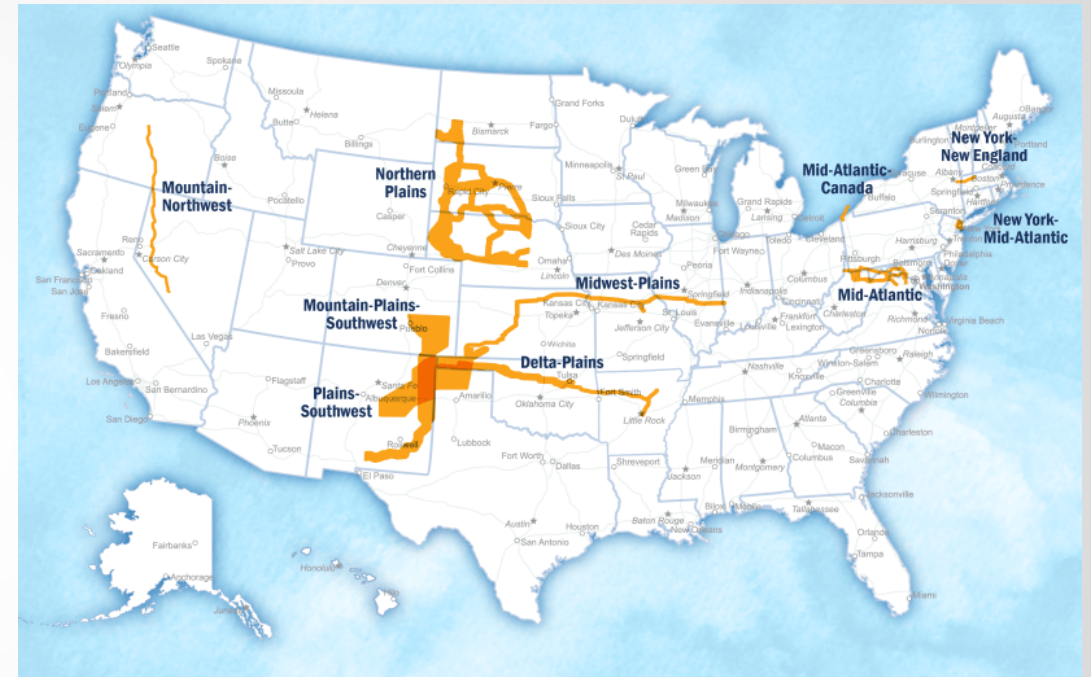 Seattle
Olympia
Spokane
Portland
Salem
Eugene
Missoula
Helena
Butte
Billings
Boise
Pocatello
Grand Forks
Bismarck
Fargo
Minneapolis
St Paul
Green Bay
Northern
Plains
Rapid City
Pierre
Sioux Falls
Casper
Sioux City
Cedar
Rapids
Des Moines
Omaha
Lincoln
Milwaukee
Madison
Grand Rapids
Lansing
Detroit
Chicago
Toledo
Cleveland
Fort Wayne
Peoria
Mid-Atlantic-
Canada
Buffalo
New York-
New England
Montpelier
Augusta
Portland
Albany
Boston
Springfield
Hartford
Providence
Scranton
New York-
Mid-Atlantic
Harrisburg
Philadelphia
Pittsburgh
Baltimore
Washington
Mid-Atlantic
Mountain-
Northwest
Reno
Carson City
Sacramento
Oakland
San Francisco
San Jose
Fresno
Bakersfield
Las Vegas
Los Angeles
San Bernardino
San Diego
Salt Lake City
Provo
Cheyenne
Fort Collins
Denver
Mountain-Plains-
Southwest
Pueblo
Midwest-Plains
Kansas City
Kansas City
Topeka
Jefferson City
St Louis
Springfield
Indianapolis
Columbus
Cincinnati
Evansville
Louisville
Frankfort
Lexington
Charleston
Richmond
Norfolk
Virginia Beach
Wichita
Springfield
Delta-Plains
Tulsa
Fort Smith
Oklahoma City
Little Rock
Memphis
Nashville
Knoxville
Greensboro
Winston-Salem
Raleigh
Charlotte
Greenville
Columbia
Wilmington
Charleston
Plains-
Southwest
Flagstaff
Phoenix
Tucson
Santa Fe
Albuquerque
Amarillo
Roswell
Lubbock
El Paso
Fort Worth
Dallas
Shreveport
Jackson
Meridian
Birmingham
Montgomery
Atlanta
Macon
Columbus
Savannah
Jacksonville
Tallahassee
Mobile
Biloxi
Baton Rouge
New Orleans
Austin
Houston
San Antonio
Orlando
Tampa
Miami
Fairbanks
Anchorage
Juneau
Honolulu
Hilo